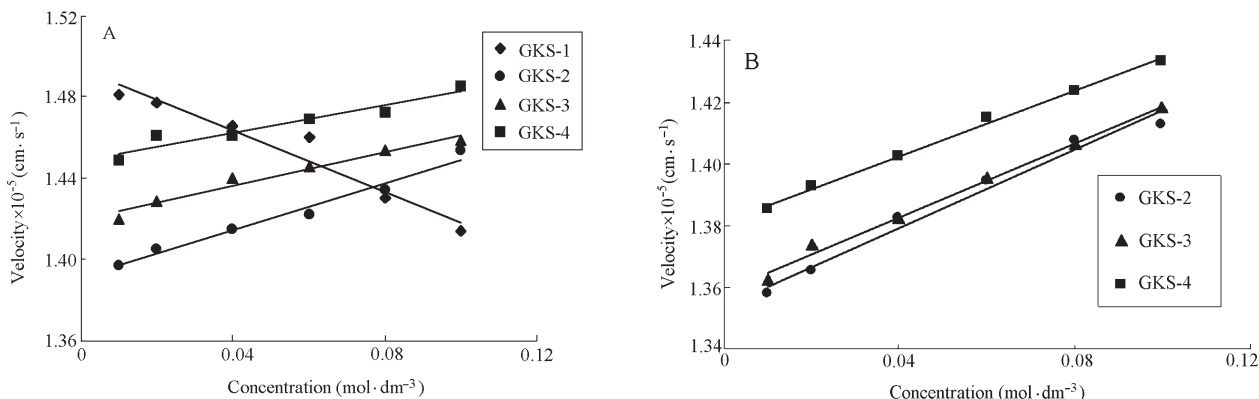 A
1.52
1.48
1.44
1.40
1.36
0
0.04
0.08
0.12
Velocity×10⁻⁵(cm·s⁻¹)
Concentration (mol·dm⁻³)
GKS-1
GKS-2
GKS-3
GKS-4
B
1.44
1.42
1.40
1.38
1.36
1.34
0
0.04
0.08
0.12
Velocity×10⁻⁵(cm·s⁻¹)
Concentration (mol·dm⁻³)
GKS-2
GKS-3
GKS-4